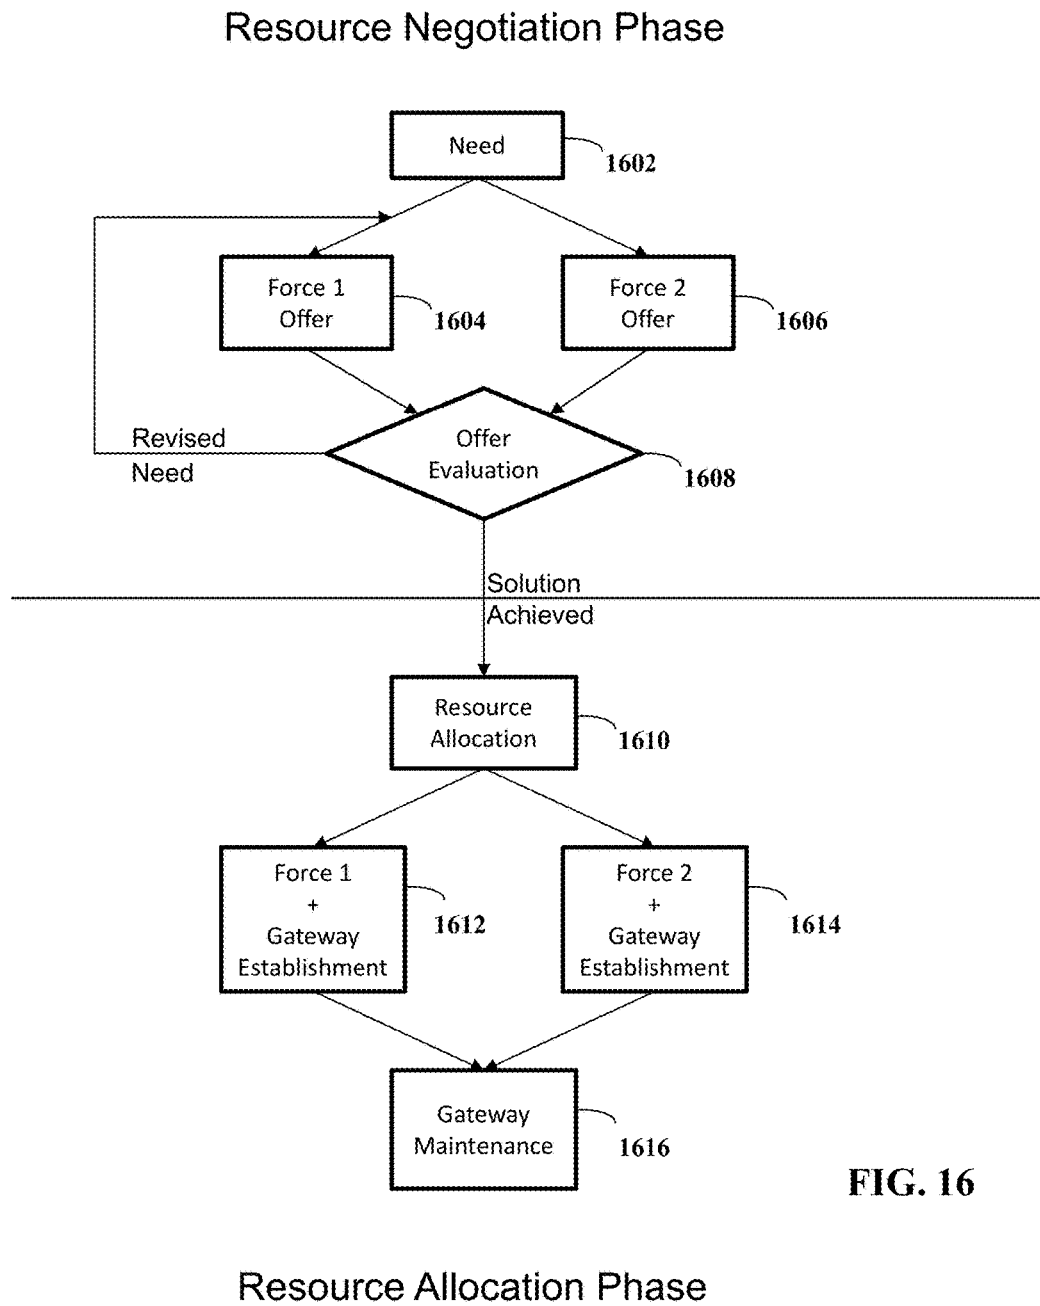 Resource Negotiation Phase
Need
1602
Force 1
Offer
1604
Force 2
Offer
1606
Offer
Evaluation
1608
Revised
Need
Solution
Achieved
Resource
Allocation
1610
Force 1
+
Gateway
Establishment
1612
Force 2
+
Gateway
Establishment
1614
Gateway
Maintenance
1616
FIG. 16
Resource Allocation Phase